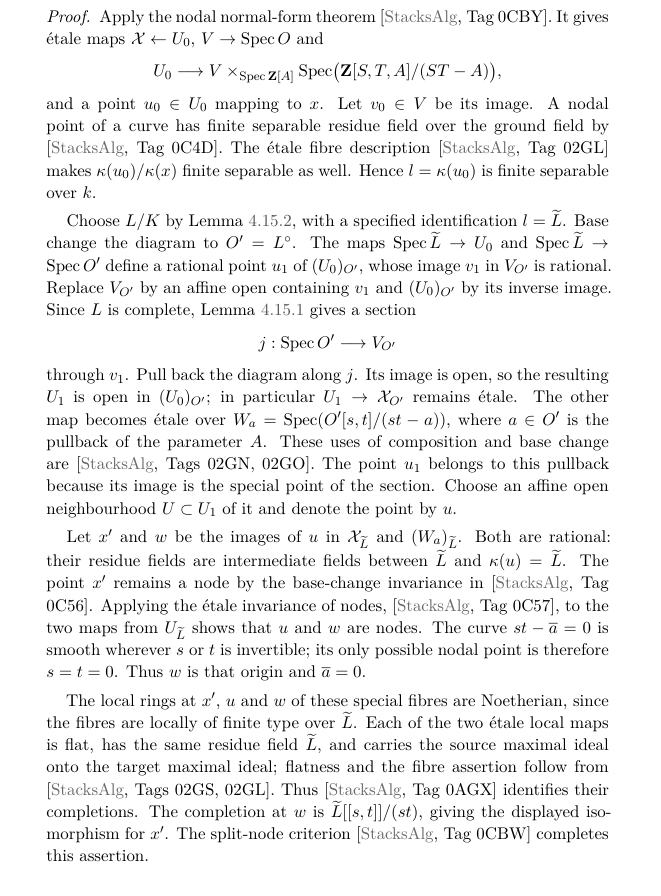 Proof. Apply the nodal normal-form theorem [StacksAlg, Tag 0CBY]. It gives
étale maps 𝒳 ← U₀, V → Spec O and
U₀ ⟶ V ×_{Spec Z[A]} Spec(Z[S, T, A]/(ST − A)),
and a point u₀ ∈ U₀ mapping to x. Let v₀ ∈ V be its image. A nodal
point of a curve has finite separable residue field over the ground field by
[StacksAlg, Tag 0C4D]. The étale fibre description [StacksAlg, Tag 02GL]
makes κ(u₀)/κ(x) finite separable as well. Hence l = κ(u₀) is finite separable
over k.
Choose L/K by Lemma 4.15.2, with a specified identification l = L̃. Base
change the diagram to O′ = L°. The maps Spec L̃ → U₀ and Spec L̃ →
Spec O′ define a rational point u₁ of (U₀)_{O′}, whose image v₁ in V_{O′} is rational.
Replace V_{O′} by an affine open containing v₁ and (U₀)_{O′} by its inverse image.
Since L is complete, Lemma 4.15.1 gives a section
j : Spec O′ ⟶ V_{O′}
through v₁. Pull back the diagram along j. Its image is open, so the resulting
U₁ is open in (U₀)_{O′}; in particular U₁ → 𝒳_{O′} remains étale. The other
map becomes étale over W_a = Spec(O′[s, t]/(st − a)), where a ∈ O′ is the
pullback of the parameter A. These uses of composition and base change
are [StacksAlg, Tags 02GN, 02GO]. The point u₁ belongs to this pullback
because its image is the special point of the section. Choose an affine open
neighbourhood U ⊂ U₁ of it and denote the point by u.
Let x′ and w be the images of u in 𝒳_{L̃} and (W_a)_{L̃}. Both are rational:
their residue fields are intermediate fields between L̃ and κ(u) = L̃. The
point x′ remains a node by the base-change invariance in [StacksAlg, Tag
0C56]. Applying the étale invariance of nodes, [StacksAlg, Tag 0C57], to the
two maps from U_{L̃} shows that u and w are nodes. The curve st − a̅ = 0 is
smooth wherever s or t is invertible; its only possible nodal point is therefore
s = t = 0. Thus w is that origin and a̅ = 0.
The local rings at x′, u and w of these special fibres are Noetherian, since
the fibres are locally of finite type over L̃. Each of the two étale local maps
is flat, has the same residue field L̃, and carries the source maximal ideal
onto the target maximal ideal; flatness and the fibre assertion follow from
[StacksAlg, Tags 02GS, 02GL]. Thus [StacksAlg, Tag 0AGX] identifies their
completions. The completion at w is L̃[[s, t]]/(st), giving the displayed iso-
morphism for x′. The split-node criterion [StacksAlg, Tag 0CBW] completes
this assertion.